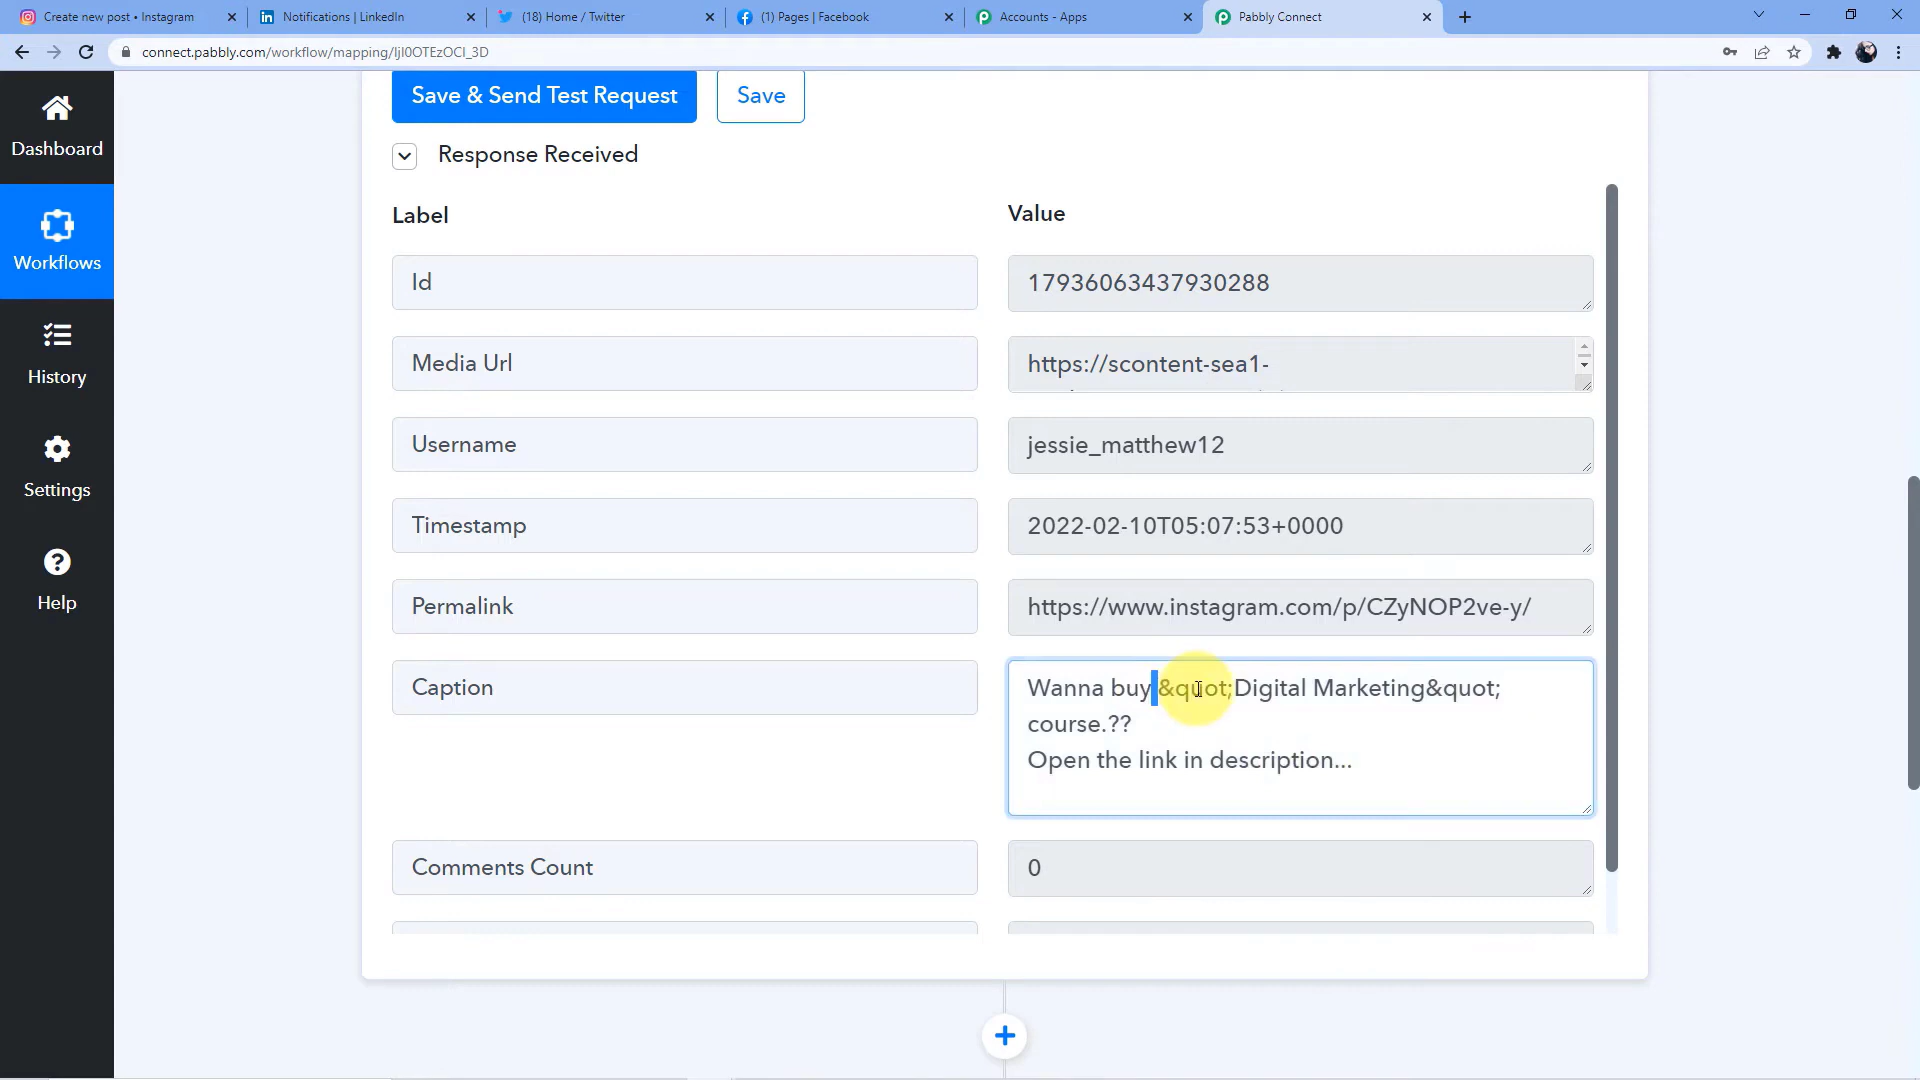 Create new post • Instagram
Notifications | LinkedIn
(18) Home / Twitter
(1) Pages | Facebook
Accounts - Apps
Pabbly Connect
connect.pabbly.com/workflow/mapping/IjI0OTEzOCI_3D
Dashboard
Workflows
History
Settings
Help
Save & Send Test Request
Save
Response Received
Label
Value
Id
17936063437930288
Media Url
https://scontent-sea1-
Username
jessie_matthew12
Timestamp
2022-02-10T05:07:53+0000
Permalink
https://www.instagram.com/p/CZyNOP2ve-y/
Caption
Wanna buy &quot;Digital Marketing&quot;
course.??
Open the link in description...
Comments Count
0